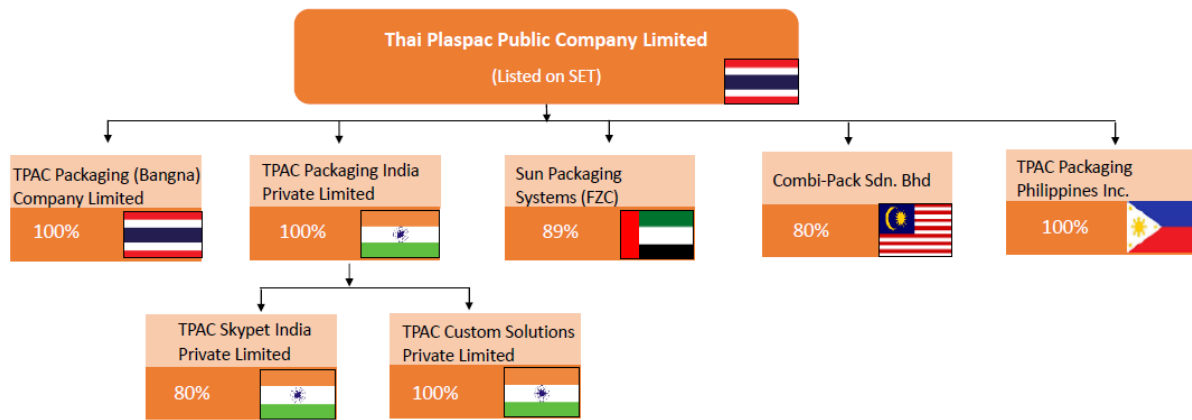 Thai Plaspac Public Company Limited
(Listed on SET)
TPAC Packaging (Bangna)
Company Limited
100%
TPAC Packaging India
Private Limited
100%
Sun Packaging
Systems (FZC)
89%
Combi-Pack Sdn. Bhd
80%
TPAC Packaging
Philippines Inc.
100%
TPAC Skypet India
Private Limited
80%
TPAC Custom Solutions
Private Limited
100%